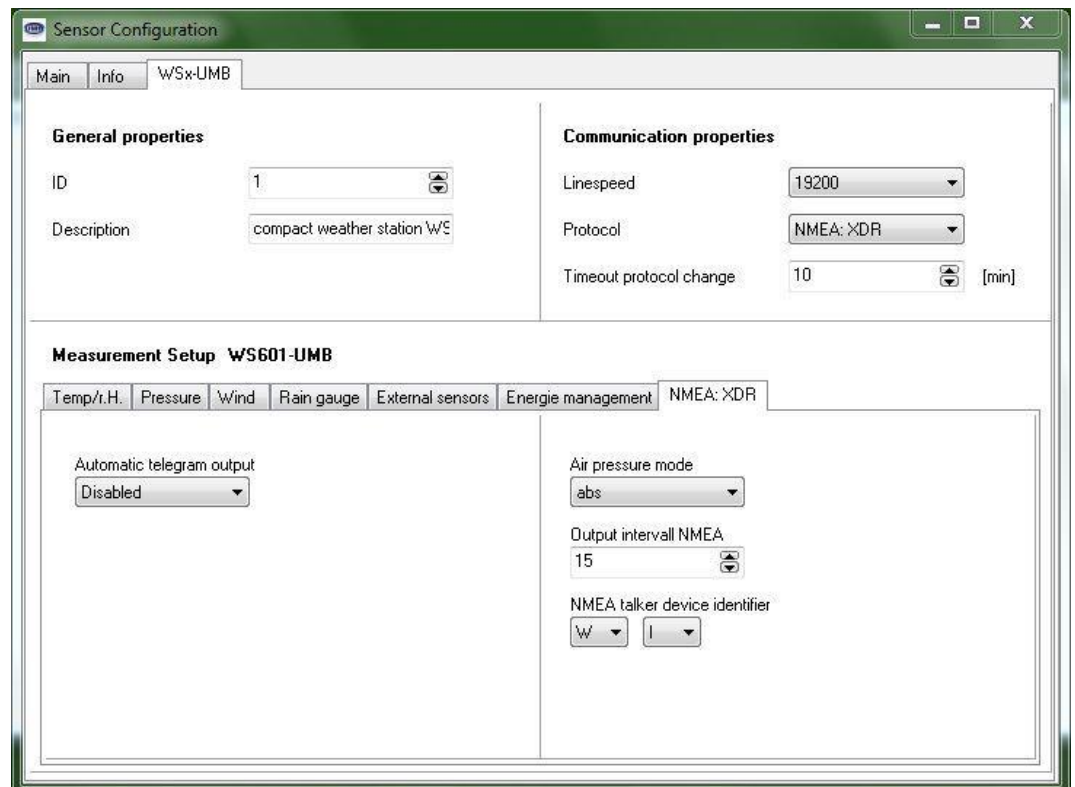 Sensor Configuration
Main Info WSx-UMB
General properties
ID 1
Description compact weather station WS
Communication properties
Linespeed 19200
Protocol NMEA: XDR
Timeout protocol change 10 [min]
Measurement Setup WS601-UMB
Temp/r.H. Pressure Wind Rain gauge External sensors Energie management NMEA: XDR
Automatic telegram output
Disabled
Air pressure mode
abs
Output intervall NMEA
15
NMEA talker device identifier
W I